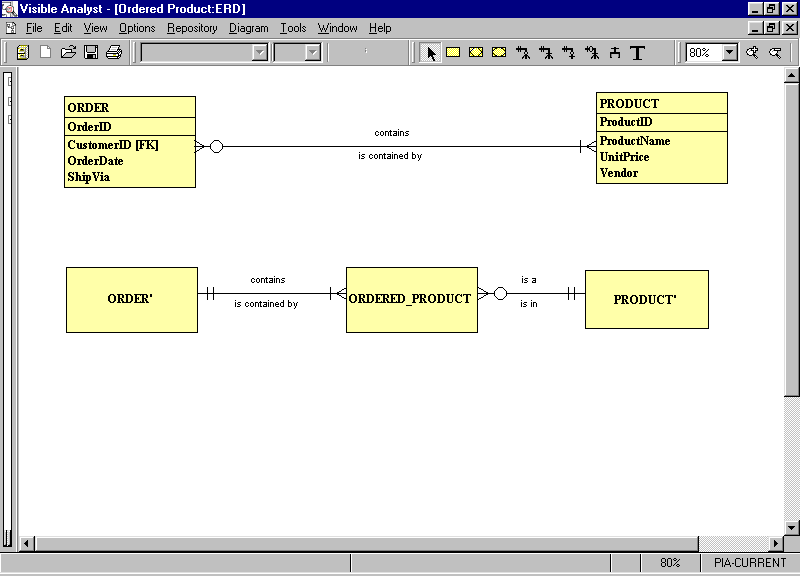 Visible Analyst - [Ordered Product:ERD]
File Edit View Options Repository Diagram Tools Window Help
T 80%
ORDER
OrderID
CustomerID [FK]
OrderDate
ShipVia
contains
is contained by
PRODUCT
ProductID
ProductName
UnitPrice
Vendor
ORDER'
contains
is contained by
ORDERED_PRODUCT
is a
is in
PRODUCT'
80% PIA-CURRENT